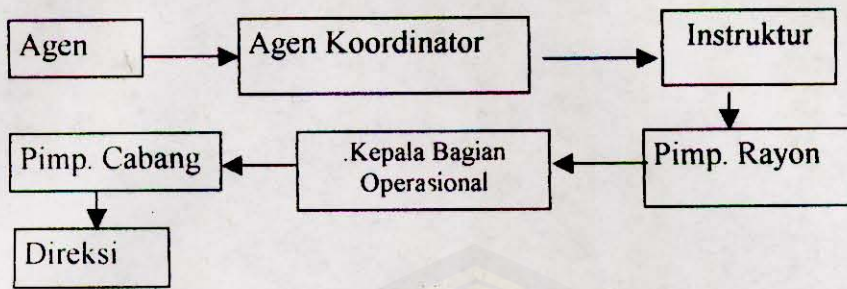 Agen
Agen Koordinator
Instruktur
Pimp. Rayon
.Kepala Bagian
Operasional
Pimp. Cabang
Direksi